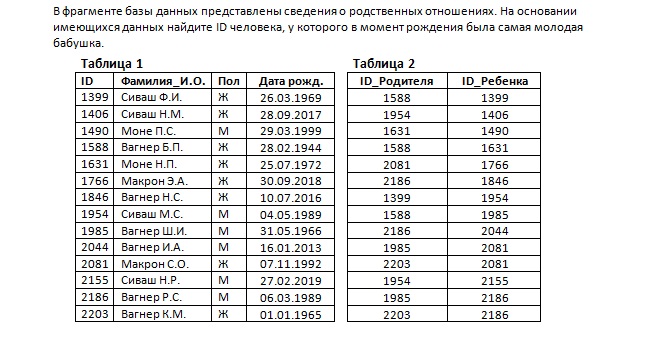 В фрагменте базы данных представлены сведения о родственных отношениях. На основании
имеющихся данных найдите ID человека, у которого в момент рождения была самая молодая
бабушка.
Таблица 1 Таблица 2
ID Фамилия_И.О. Пол Дата рожд. ID_Родителя ID_Ребенка
1399 Сиваш Ф.И. Ж 26.03.1969 1588 1399
1406 Сиваш Н.М. Ж 28.09.2017 1954 1406
1490 Моне П.С. М 29.03.1999 1631 1490
1588 Вагнер Б.П. Ж 28.02.1944 1588 1631
1631 Моне Н.П. Ж 25.07.1972 2081 1766
1766 Макрон Э.А. Ж 30.09.2018 2186 1846
1846 Вагнер Н.С. Ж 10.07.2016 1399 1954
1954 Сиваш М.С. М 04.05.1989 1588 1985
1985 Вагнер Ш.И. М 31.05.1966 2186 2044
2044 Вагнер И.А. М 16.01.2013 1985 2081
2081 Макрон С.О. Ж 07.11.1992 2203 2081
2155 Сиваш Н.Р. М 27.02.2019 1954 2155
2186 Вагнер Р.С. М 06.03.1989 1985 2186
2203 Вагнер К.М. Ж 01.01.1965 2203 2186